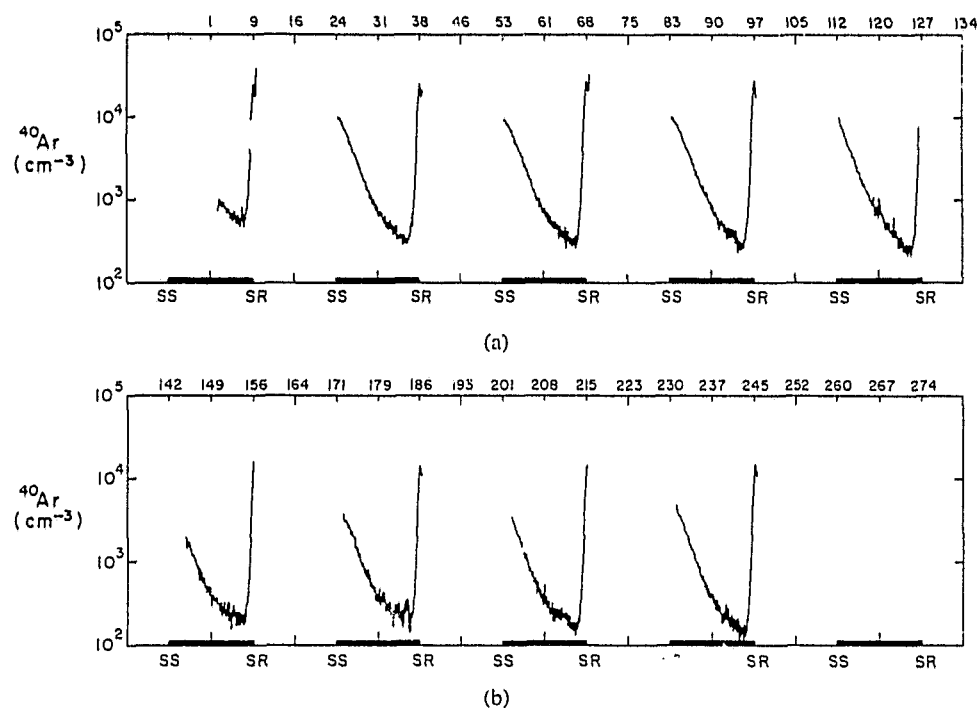 1 9 16 24 31 38 46 53 61 68 75 83 90 97 105 112 120 127 134
10^5
10^4
40Ar
(cm^-3)
10^3
10^2
SS SR SS SR SS SR SS SR SS SR
(a)
142 149 156 164 171 179 186 193 201 208 215 223 230 237 245 252 260 267 274
10^5
10^4
40Ar
(cm^-3)
10^3
10^2
SS SR SS SR SS SR SS SR SS SR
(b)